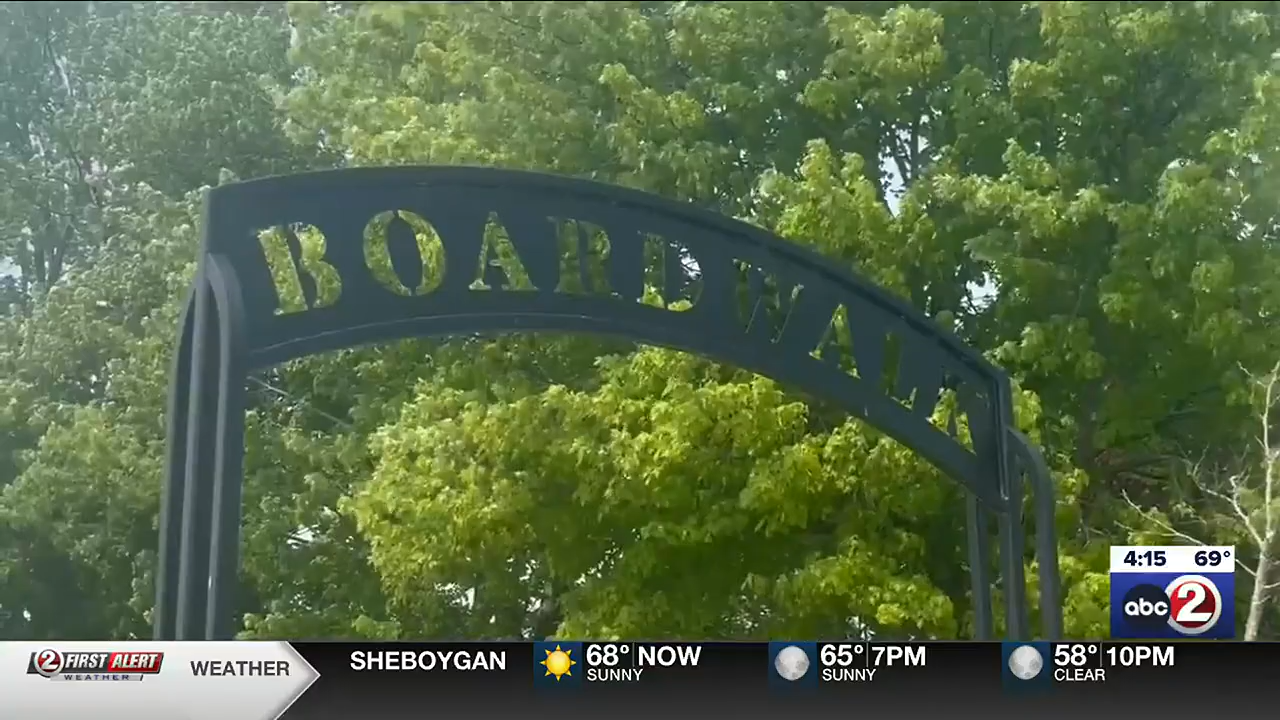 BOARDWALK
4:15 69°
abc 2
2 FIRST ALERT
WEATHER
WEATHER
SHEBOYGAN
68° NOW
SUNNY
65° 7PM
SUNNY
58° 10PM
CLEAR